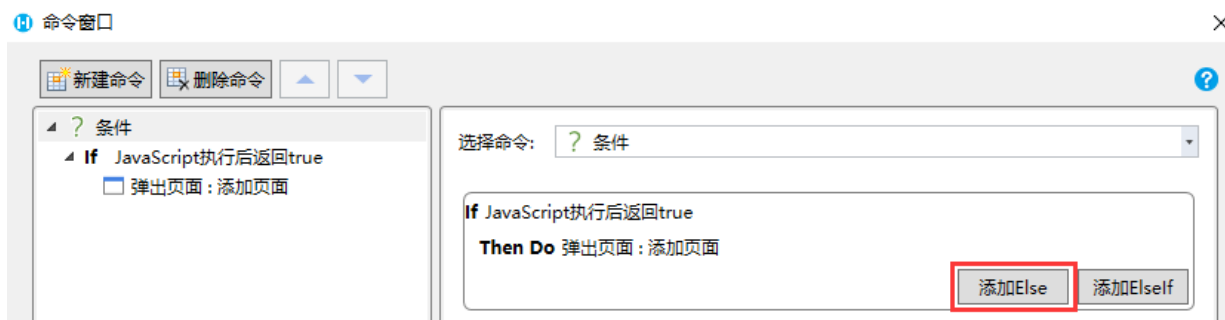 命令窗口
新建命令 删除命令
? 条件
If JavaScript执行后返回true
弹出页面 : 添加页面
选择命令: ? 条件
If JavaScript执行后返回true
Then Do 弹出页面 : 添加页面
添加Else 添加ElseIf